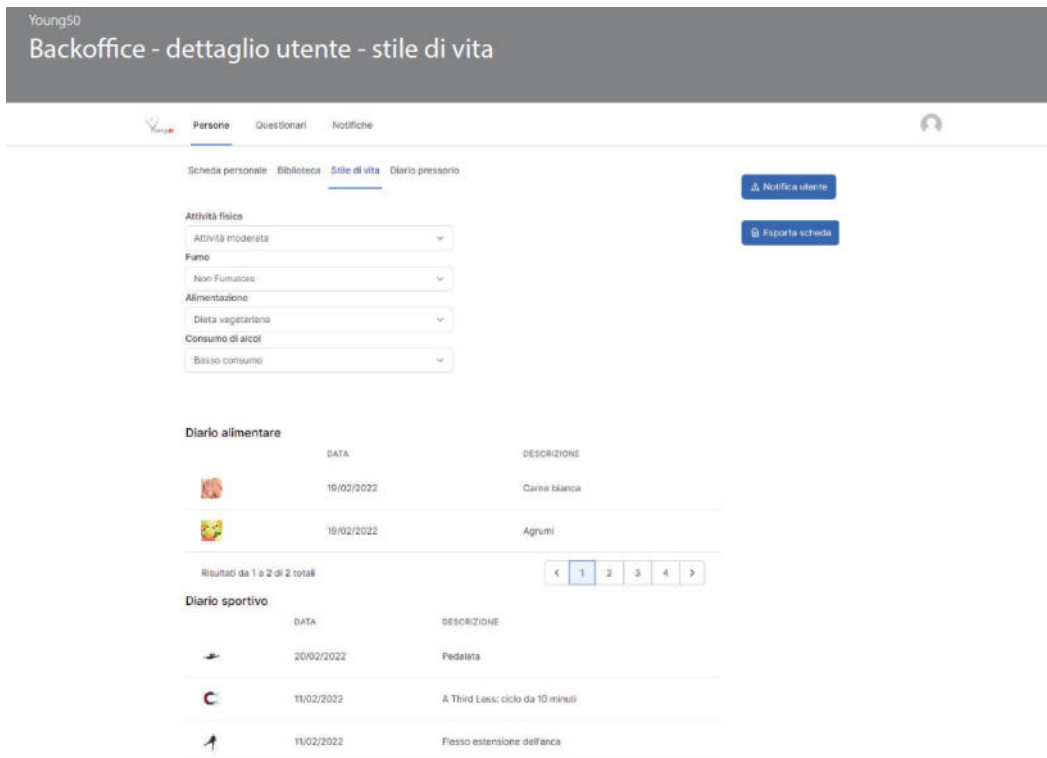 Young50
Backoffice - dettaglio utente - stile di vita
Young50
Persone Questionari Notifiche
Scheda personale Biblioteca Stile di vita Diario pressorio
Notifica utente
Attività fisica
Attività moderata
Esporta scheda
Fumo
Non Fumatore
Alimentazione
Dieta vegetariana
Consumo di alcol
Basso consumo
Diario alimentare
DATA DESCRIZIONE
19/02/2022 Carne bianca
19/02/2022 Agrumi
Risultati da 1 a 2 di 2 totali < 1 2 3 4 >
Diario sportivo
DATA DESCRIZIONE
20/02/2022 Pedalata
11/02/2022 A Third Less: ciclo da 10 minuti
11/02/2022 Flesso estensione dell'anca